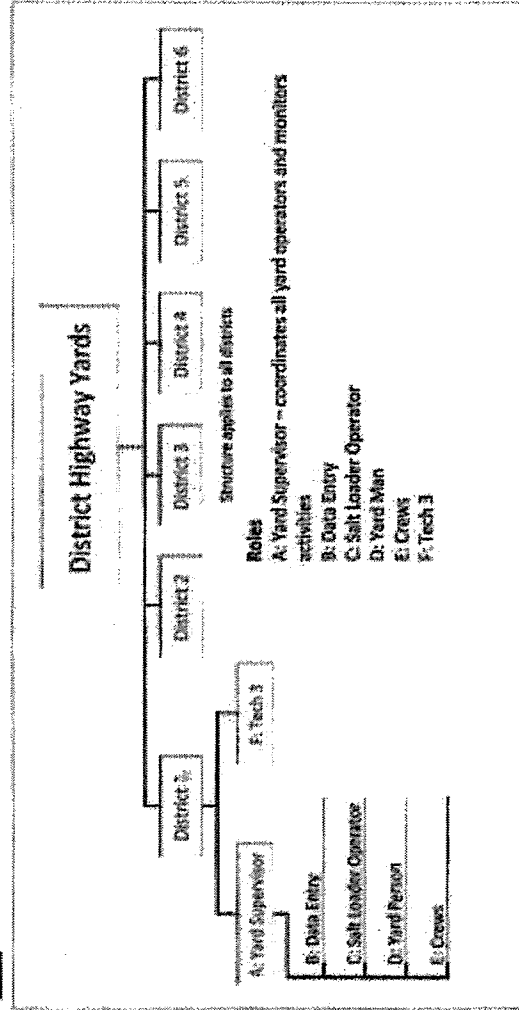 District Highway Yards
District 1
District 2
District 3
District 4
District 5
District 6
Structure applies to all districts
A: Yard Supervisor
F: Tech 3
B: Data Entry
C: Salt Loader Operator
D: Yard Person
E: Crews
Roles
A: Yard Supervisor – coordinates all yard operators and monitors
activities
B: Data Entry
C: Salt Loader Operator
D: Yard Man
E: Crews
F: Tech 3